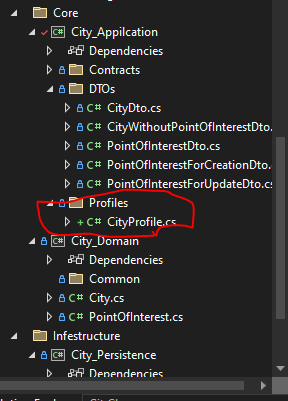 Core
City_Appilcation
Dependencies
Contracts
DTOs
C# CityDto.cs
C# CityWithoutPointOfInterestDto.
C# PointOfInterestDto.cs
C# PointOfInterestForCreationDto.c
C# PointOfInterestForUpdateDto.cs
Profiles
+ C# CityProfile.cs
C# City_Domain
Dependencies
Common
C# City.cs
C# PointOfInterest.cs
Infestructure
C# City_Persistence
Dependencies